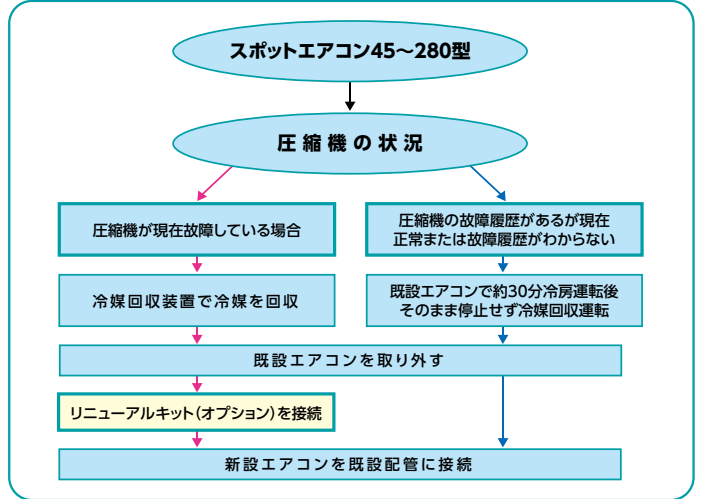 スポットエアコン45～280型
圧縮機の状況
圧縮機が現在故障している場合
圧縮機の故障履歴があるが現在
正常または故障履歴がわからない
冷媒回収装置で冷媒を回収
既設エアコンで約30分冷房運転後
そのまま停止せず冷媒回収運転
既設エアコンを取り外す
リニューアルキット（オプション）を接続
新設エアコンを既設配管に接続